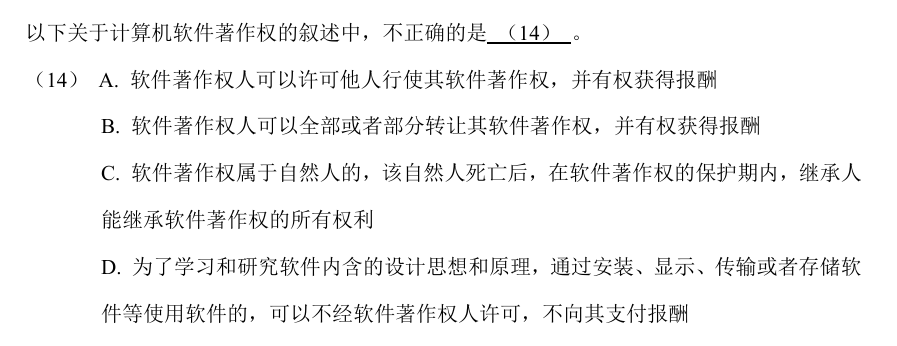 以下关于计算机软件著作权的叙述中，不正确的是 （14） 。
（14） A. 软件著作权人可以许可他人行使其软件著作权，并有权获得报酬
B. 软件著作权人可以全部或者部分转让其软件著作权，并有权获得报酬
C. 软件著作权属于自然人的，该自然人死亡后，在软件著作权的保护期内，继承人
能继承软件著作权的所有权利
D. 为了学习和研究软件内含的设计思想和原理，通过安装、显示、传输或者存储软
件等使用软件的，可以不经软件著作权人许可，不向其支付报酬